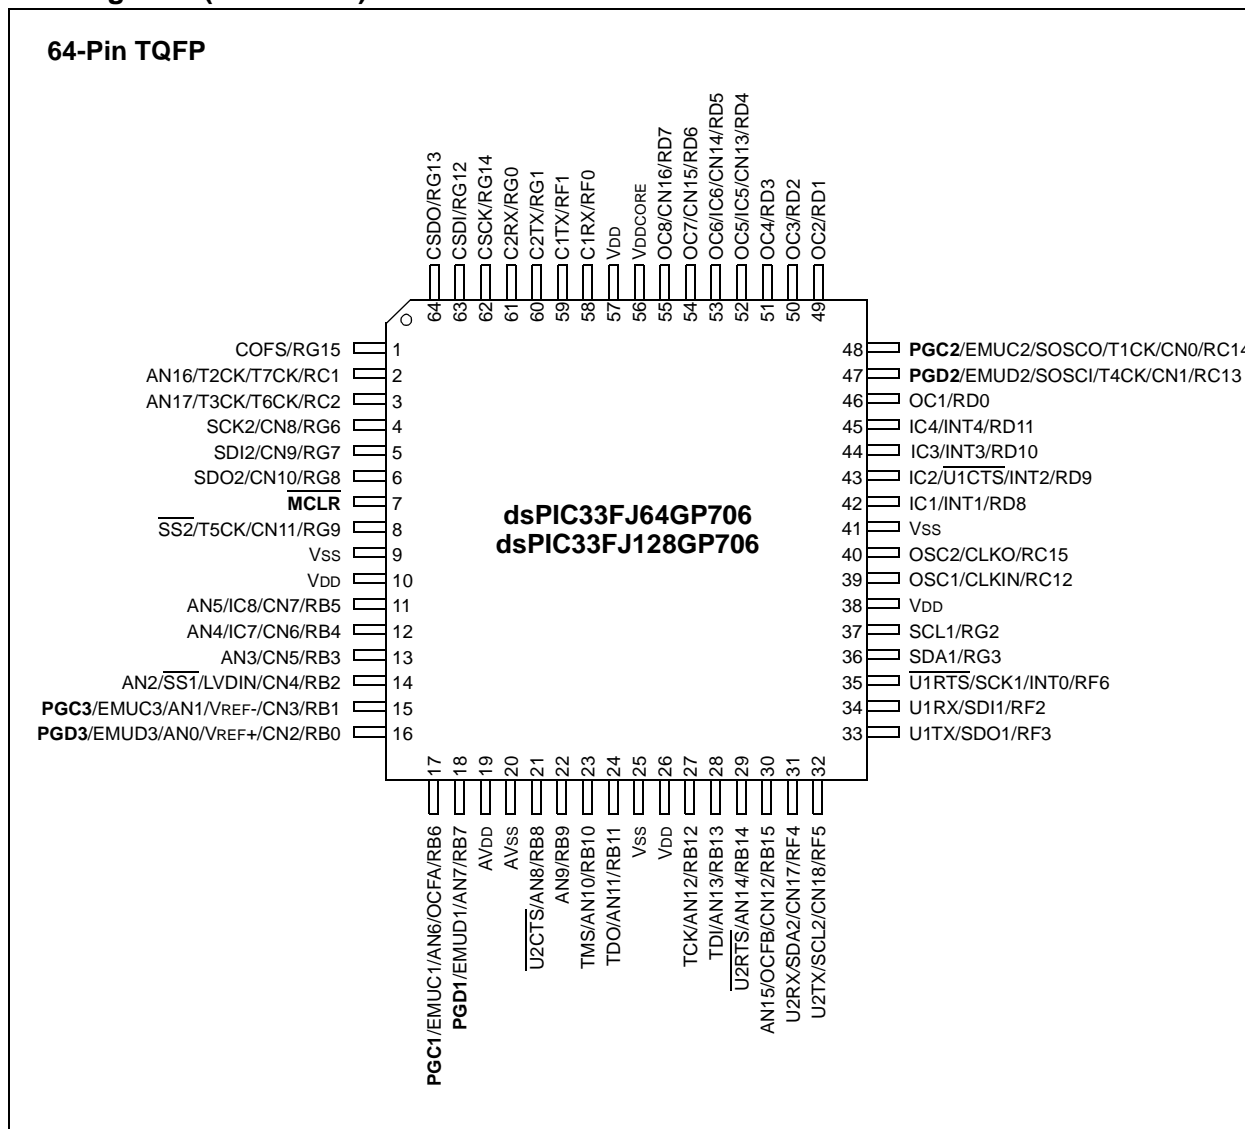 64-Pin TQFP
CSDO/RG13
CSDI/RG12
CSCK/RG14
C2RX/RG0
C2TX/RG1
C1TX/RF1
C1RX/RF0
VDD
VDDCORE
OC8/CN16/RD7
OC7/CN15/RD6
OC6/IC6/CN14/RD5
OC5/IC5/CN13/RD4
OC4/RD3
OC3/RD2
OC2/RD1
64 63 62 61 60 59 58 57 56 55 54 53 52 51 50 49
COFS/RG15 1
AN16/T2CK/T7CK/RC1 2
AN17/T3CK/T6CK/RC2 3
SCK2/CN8/RG6 4
SDI2/CN9/RG7 5
SDO2/CN10/RG8 6
MCLR 7
SS2/T5CK/CN11/RG9 8
VSS 9
VDD 10
AN5/IC8/CN7/RB5 11
AN4/IC7/CN6/RB4 12
AN3/CN5/RB3 13
AN2/SS1/LVDIN/CN4/RB2 14
PGC3/EMUC3/AN1/VREF-/CN3/RB1 15
PGD3/EMUD3/AN0/VREF+/CN2/RB0 16
dsPIC33FJ64GP706
dsPIC33FJ128GP706
48 PGC2/EMUC2/SOSCO/T1CK/CN0/RC14
47 PGD2/EMUD2/SOSCI/T4CK/CN1/RC13
46 OC1/RD0
45 IC4/INT4/RD11
44 IC3/INT3/RD10
43 IC2/U1CTS/INT2/RD9
42 IC1/INT1/RD8
41 VSS
40 OSC2/CLKO/RC15
39 OSC1/CLKIN/RC12
38 VDD
37 SCL1/RG2
36 SDA1/RG3
35 U1RTS/SCK1/INT0/RF6
34 U1RX/SDI1/RF2
33 U1TX/SDO1/RF3
17 18 19 20 21 22 23 24 25 26 27 28 29 30 31 32
PGC1/EMUC1/AN6/OCFA/RB6
PGD1/EMUD1/AN7/RB7
AVDD
AVSS
U2CTS/AN8/RB8
AN9/RB9
TMS/AN10/RB10
TDO/AN11/RB11
VSS
VDD
TCK/AN12/RB12
TDI/AN13/RB13
U2RTS/AN14/RB14
AN15/OCFB/CN12/RB15
U2RX/SDA2/CN17/RF4
U2TX/SCL2/CN18/RF5